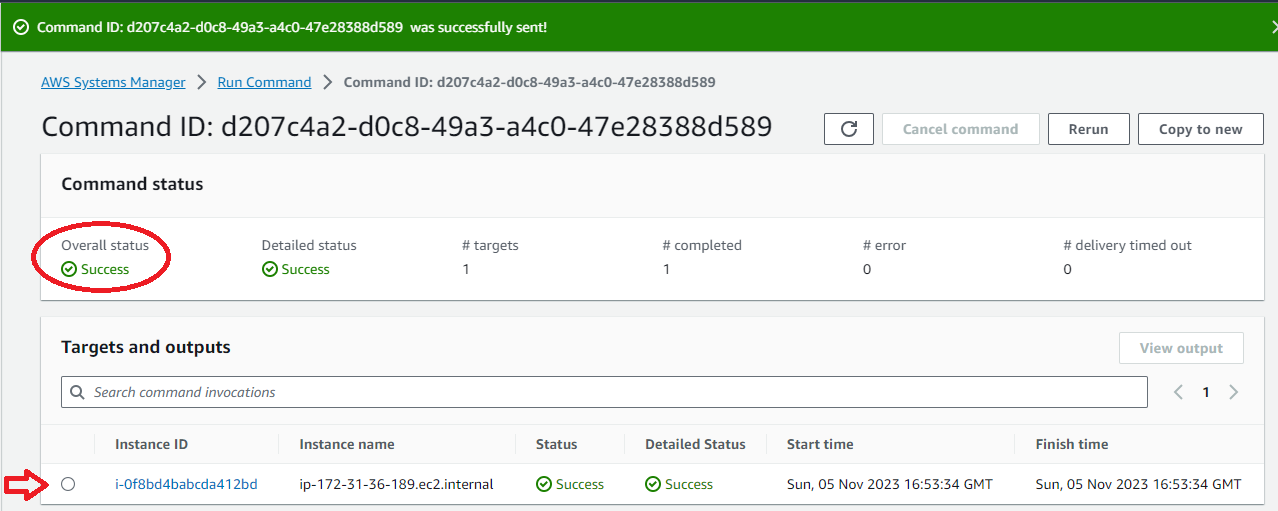 Command ID: d207c4a2-d0c8-49a3-a4c0-47e28388d589 was successfully sent!
AWS Systems Manager > Run Command > Command ID: d207c4a2-d0c8-49a3-a4c0-47e28388d589
Command ID: d207c4a2-d0c8-49a3-a4c0-47e28388d589 Cancel command Rerun Copy to new
Command status
Overall status Detailed status # targets # completed # error # delivery timed out
Success Success 1 1 0 0
Targets and outputs View output
Search command invocations 1
Instance ID Instance name Status Detailed Status Start time Finish time
i-0f8bd4babcda412bd ip-172-31-36-189.ec2.internal Success Success Sun, 05 Nov 2023 16:53:34 GMT Sun, 05 Nov 2023 16:53:34 GMT